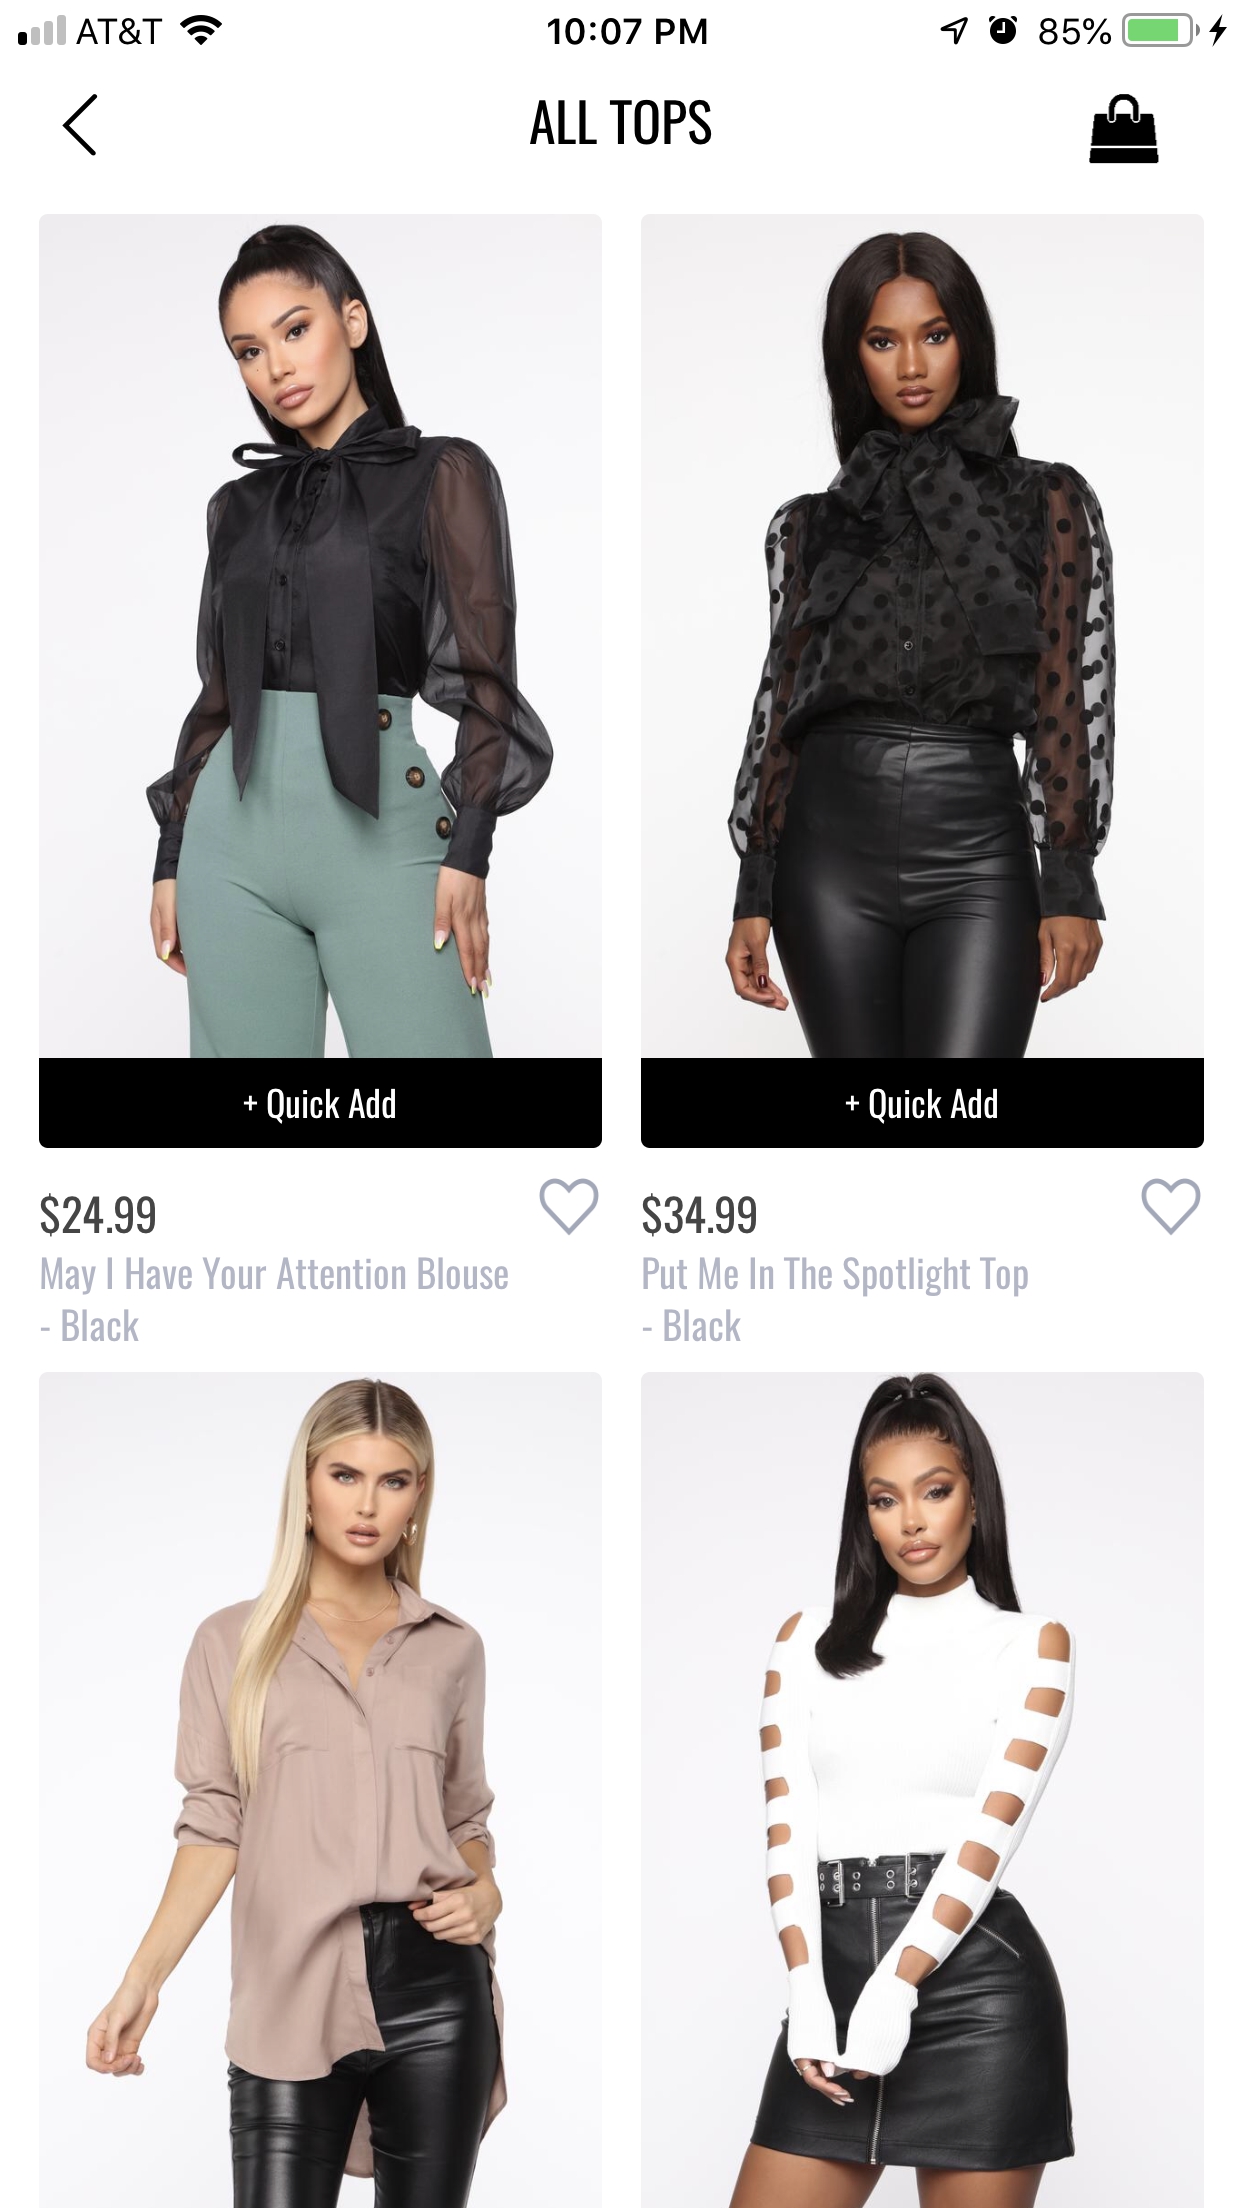 AT&T 10:07 PM 85%
ALL TOPS
+ Quick Add
+ Quick Add
$24.99
May I Have Your Attention Blouse
- Black
$34.99
Put Me In The Spotlight Top
- Black